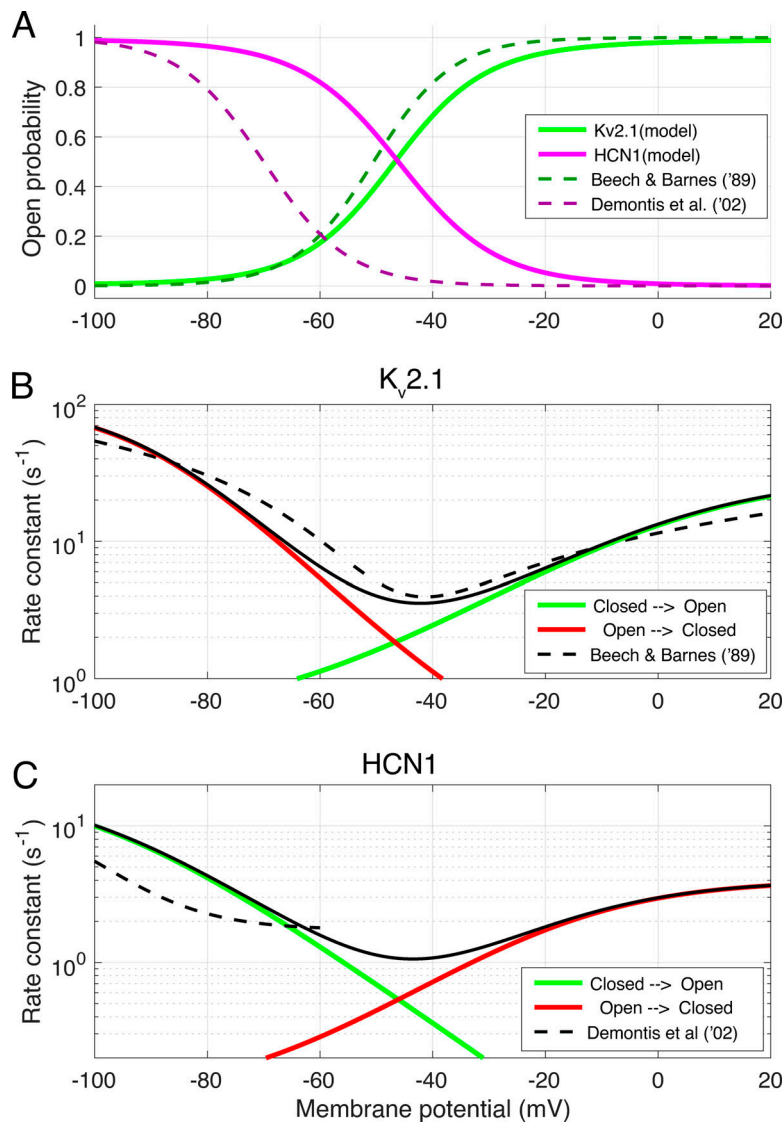 A
Open probability
1
0.8
0.6
0.4
0.2
0
Kv2.1(model)
HCN1(model)
Beech & Barnes ('89)
Demontis et al. ('02)
-100 -80 -60 -40 -20 0 20
B
Kv2.1
Rate constant (s-1)
102
101
100
Closed --> Open
Open --> Closed
Beech & Barnes ('89)
-100 -80 -60 -40 -20 0 20
C
HCN1
Rate constant (s-1)
101
100
Closed --> Open
Open --> Closed
Demontis et al ('02)
-100 -80 -60 -40 -20 0 20
Membrane potential (mV)